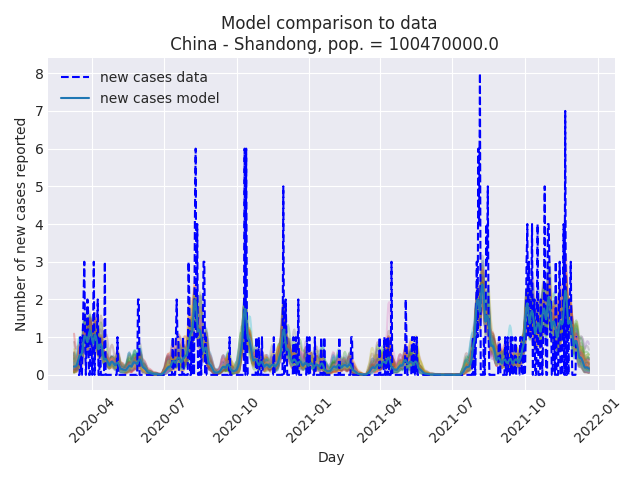 Model comparison to data
China - Shandong, pop. = 100470000.0
new cases data
new cases model
Number of new cases reported
8
7
6
5
4
3
2
1
0
2020-04
2020-07
2020-10
2021-01
2021-04
2021-07
2021-10
2022-01
Day